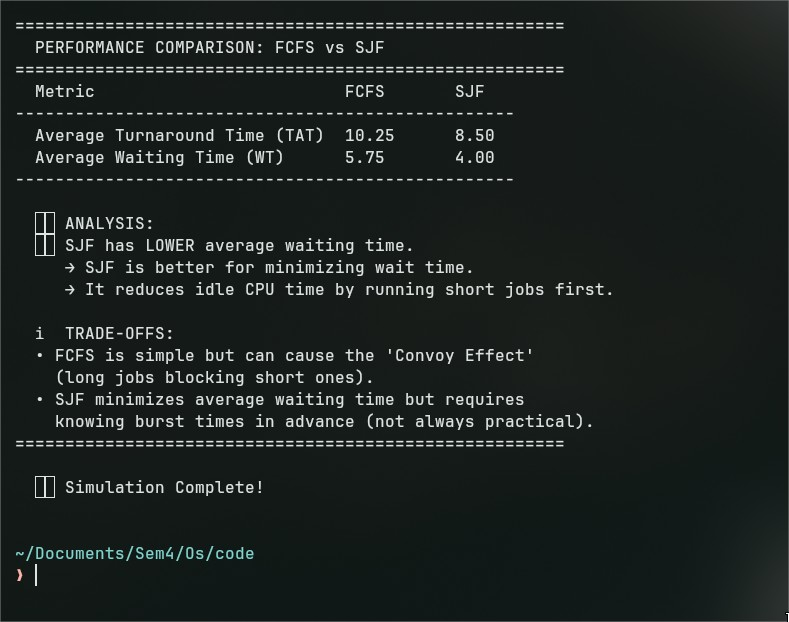 =======================================================
PERFORMANCE COMPARISON: FCFS vs SJF
=======================================================
Metric FCFS SJF
--------------------------------------------------
Average Turnaround Time (TAT) 10.25 8.50
Average Waiting Time (WT) 5.75 4.00
--------------------------------------------------
ANALYSIS:
SJF has LOWER average waiting time.
→ SJF is better for minimizing wait time.
→ It reduces idle CPU time by running short jobs first.
i TRADE-OFFS:
• FCFS is simple but can cause the 'Convoy Effect'
(long jobs blocking short ones).
• SJF minimizes average waiting time but requires
knowing burst times in advance (not always practical).
=======================================================
Simulation Complete!
~/Documents/Sem4/Os/code
❯